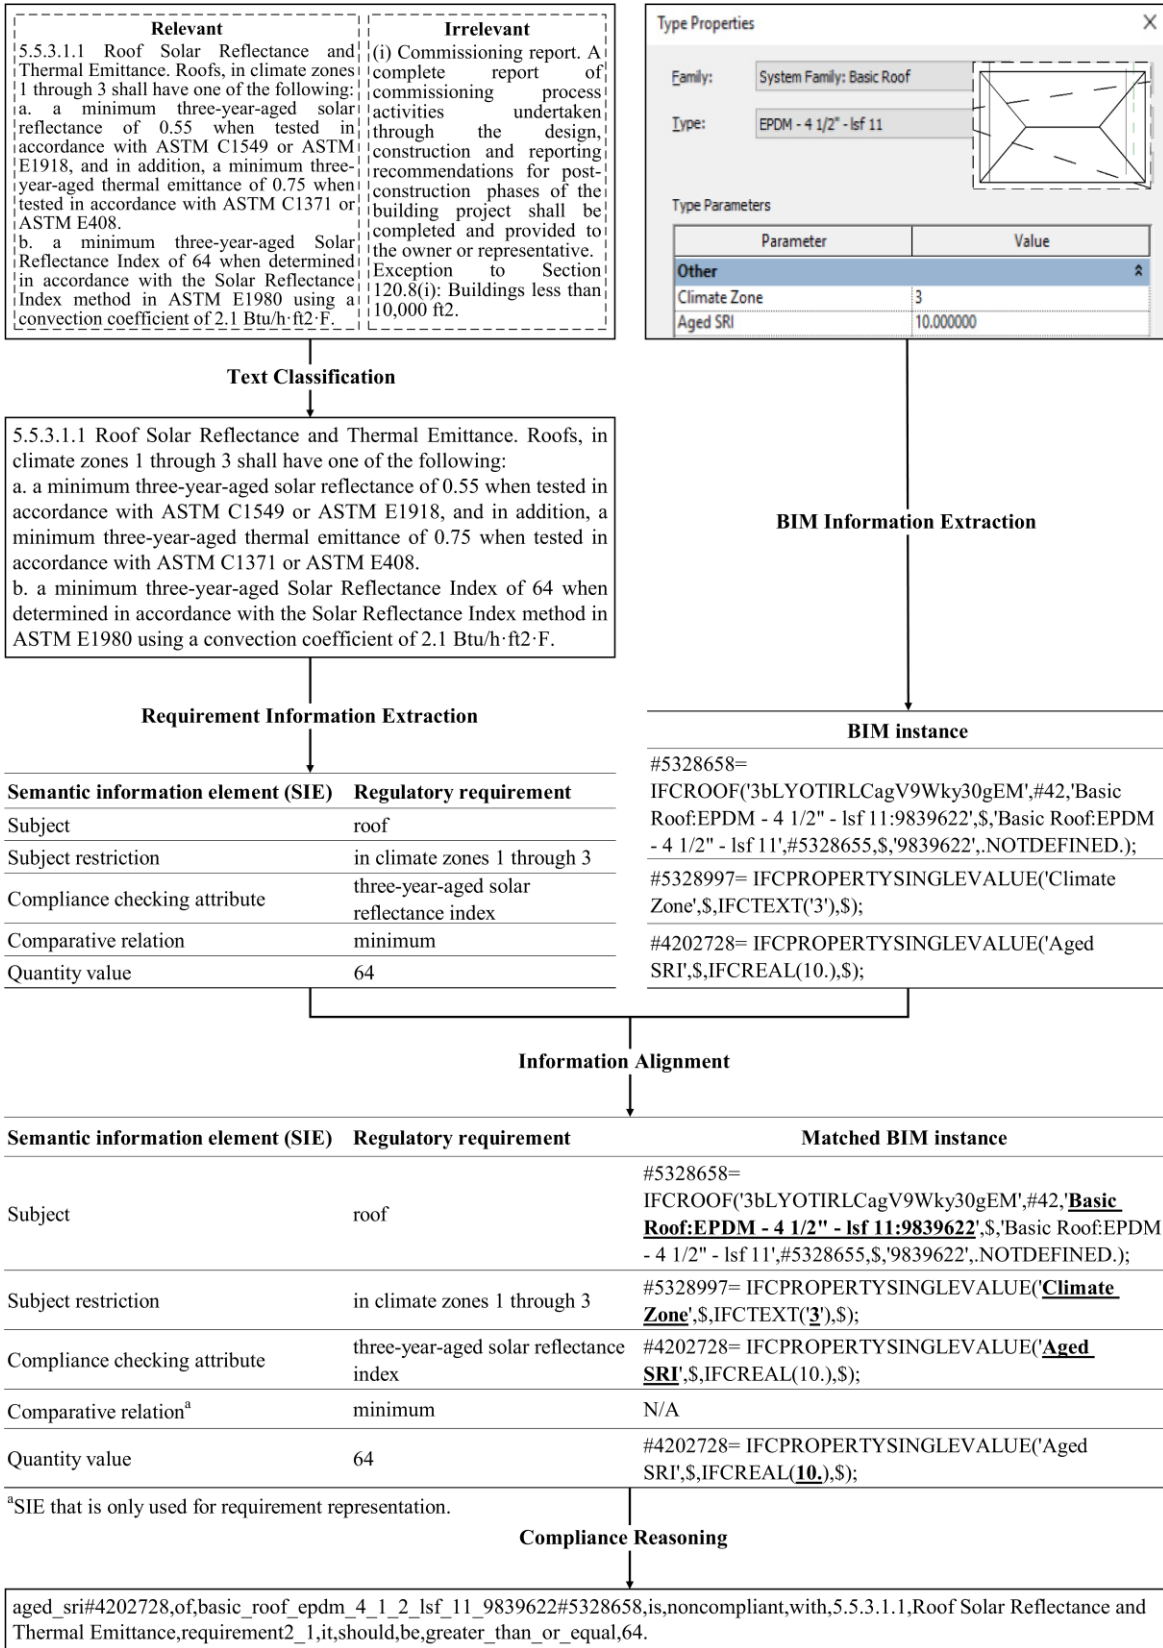 Relevant
5.5.3.1.1 Roof Solar Reflectance and
Thermal Emittance. Roofs, in climate zones
1 through 3 shall have one of the following:
a. a minimum three-year-aged solar
reflectance of 0.55 when tested in
accordance with ASTM C1549 or ASTM
E1918, and in addition, a minimum three-
year-aged thermal emittance of 0.75 when
tested in accordance with ASTM C1371 or
ASTM E408.
b. a minimum three-year-aged Solar
Reflectance Index of 64 when determined
in accordance with the Solar Reflectance
Index method in ASTM E1980 using a
convection coefficient of 2.1 Btu/h·ft2·F.
Irrelevant
(i) Commissioning report. A
complete report of
commissioning process
activities undertaken
through the design,
construction and reporting
recommendations for post-
construction phases of the
building project shall be
completed and provided to
the owner or representative.
Exception to Section
120.8(i): Buildings less than
10,000 ft2.
Type Properties
Family: System Family: Basic Roof
Type: EPDM - 4 1/2" - lsf 11
Type Parameters
Parameter Value
Other
Climate Zone 3
Aged SRI 10.000000
Text Classification
5.5.3.1.1 Roof Solar Reflectance and Thermal Emittance. Roofs, in
climate zones 1 through 3 shall have one of the following:
a. a minimum three-year-aged solar reflectance of 0.55 when tested in
accordance with ASTM C1549 or ASTM E1918, and in addition, a
minimum three-year-aged thermal emittance of 0.75 when tested in
accordance with ASTM C1371 or ASTM E408.
b. a minimum three-year-aged Solar Reflectance Index of 64 when
determined in accordance with the Solar Reflectance Index method in
ASTM E1980 using a convection coefficient of 2.1 Btu/h·ft2·F.
BIM Information Extraction
Requirement Information Extraction
Semantic information element (SIE) Regulatory requirement
Subject roof
Subject restriction in climate zones 1 through 3
Compliance checking attribute three-year-aged solar
reflectance index
Comparative relation minimum
Quantity value 64
BIM instance
#5328658=
IFCROOF('3bLYOTIRLCagV9Wky30gEM',#42,'Basic
Roof:EPDM - 4 1/2" - lsf 11:9839622',$,'Basic Roof:EPDM
- 4 1/2" - lsf 11',#5328655,$,'9839622',.NOTDEFINED.);
#5328997= IFCPROPERTYSINGLEVALUE('Climate
Zone',$,IFCTEXT('3'),$);
#4202728= IFCPROPERTYSINGLEVALUE('Aged
SRI',$,IFCREAL(10.),$);
Information Alignment
Semantic information element (SIE) Regulatory requirement Matched BIM instance
Subject roof
#5328658=
IFCROOF('3bLYOTIRLCagV9Wky30gEM',#42,'Basic
Roof:EPDM - 4 1/2" - lsf 11:9839622',$,'Basic Roof:EPDM
- 4 1/2" - lsf 11',#5328655,$,'9839622',.NOTDEFINED.);
Subject restriction in climate zones 1 through 3
#5328997= IFCPROPERTYSINGLEVALUE('Climate
Zone',$,IFCTEXT('3'),$);
Compliance checking attribute three-year-aged solar reflectance
index
#4202728= IFCPROPERTYSINGLEVALUE('Aged
SRI',$,IFCREAL(10.),$);
Comparative relationa minimum N/A
Quantity value 64
#4202728= IFCPROPERTYSINGLEVALUE('Aged
SRI',$,IFCREAL(10.),$);
aSIE that is only used for requirement representation.
Compliance Reasoning
aged_sri#4202728,of,basic_roof_epdm_4_1_2_lsf_11_9839622#5328658,is,noncompliant,with,5.5.3.1.1,Roof Solar Reflectance and
Thermal Emittance,requirement2_1,it,should,be,greater_than_or_equal,64.